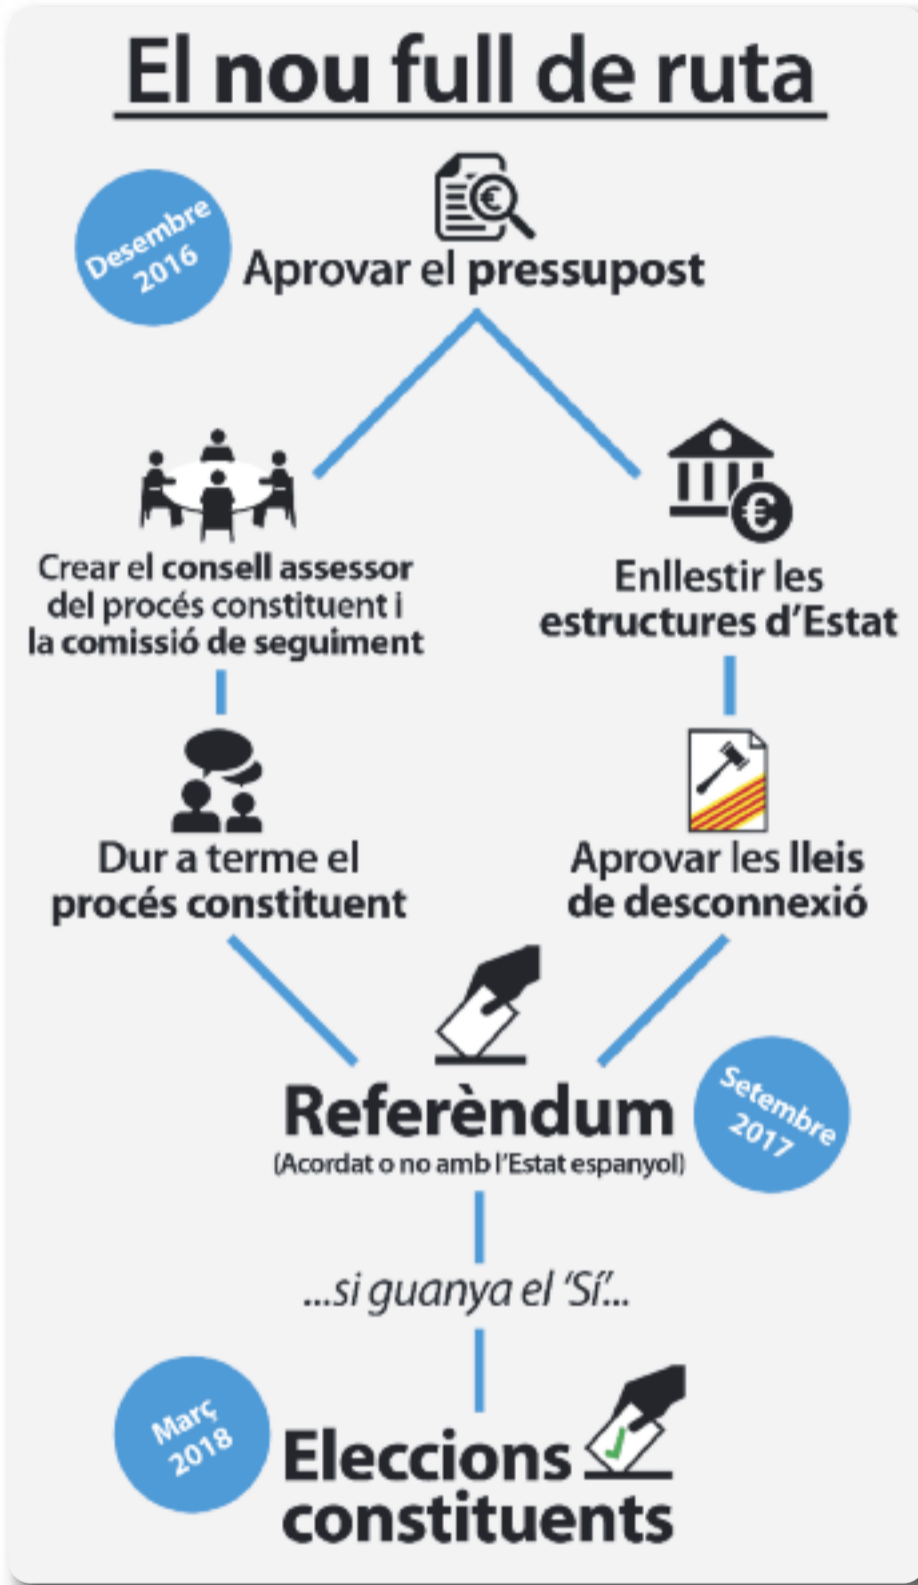 El nou full de ruta
Desembre
2016
Aprovar el pressupost
Crear el consell assessor
del procés constituent i
la comissió de seguiment
Enllestir les
estructures d'Estat
Dur a terme el
procés constituent
Aprovar les lleis
de desconnexió
Referèndum
(Acordat o no amb l'Estat espanyol)
Setembre
2017
...si guanya el 'Sí'...
Març
2018
Eleccions
constituents